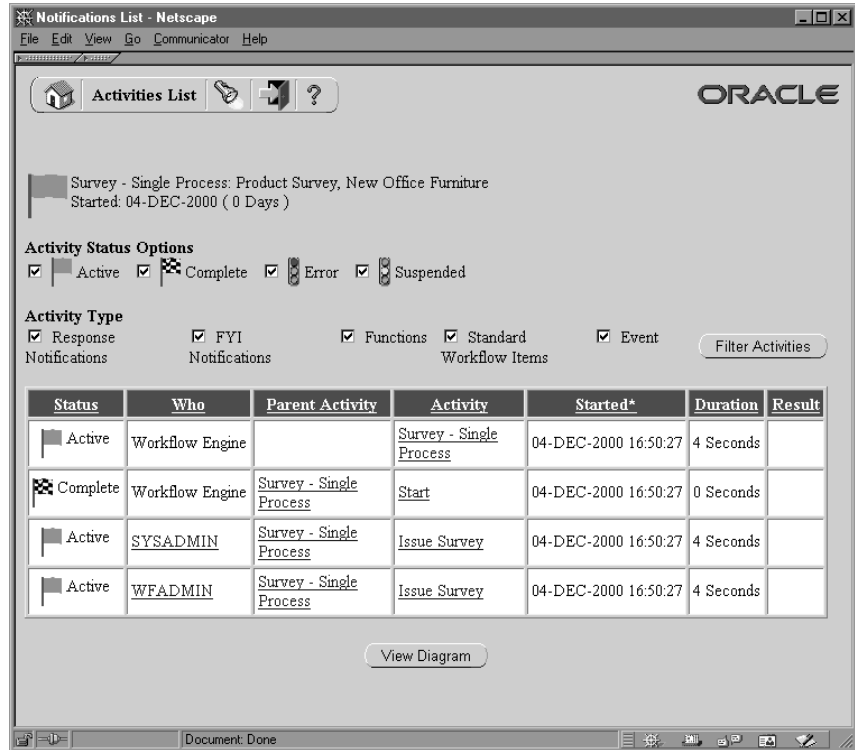 Notifications List - Netscape
File Edit View Go Communicator Help
Activities List ?
ORACLE
Survey - Single Process: Product Survey, New Office Furniture
Started: 04-DEC-2000 ( 0 Days )
Activity Status Options
Active Complete Error Suspended
Activity Type
Response Notifications
FYI Notifications
Functions
Standard Workflow Items
Event
Filter Activities
Status Who Parent Activity Activity Started* Duration Result
Active Workflow Engine Survey - Single Process 04-DEC-2000 16:50:27 4 Seconds
Complete Workflow Engine Survey - Single Process Start 04-DEC-2000 16:50:27 0 Seconds
Active SYSADMIN Survey - Single Process Issue Survey 04-DEC-2000 16:50:27 4 Seconds
Active WFADMIN Survey - Single Process Issue Survey 04-DEC-2000 16:50:27 4 Seconds
View Diagram
Document: Done